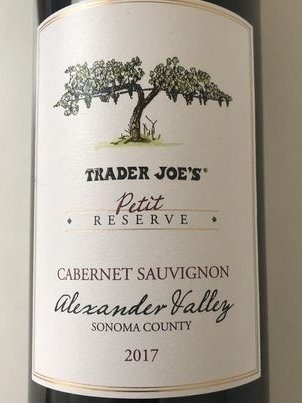 TRADER JOE'S®
Petit
RESERVE
CABERNET SAUVIGNON
Alexander Valley
SONOMA COUNTY
2017